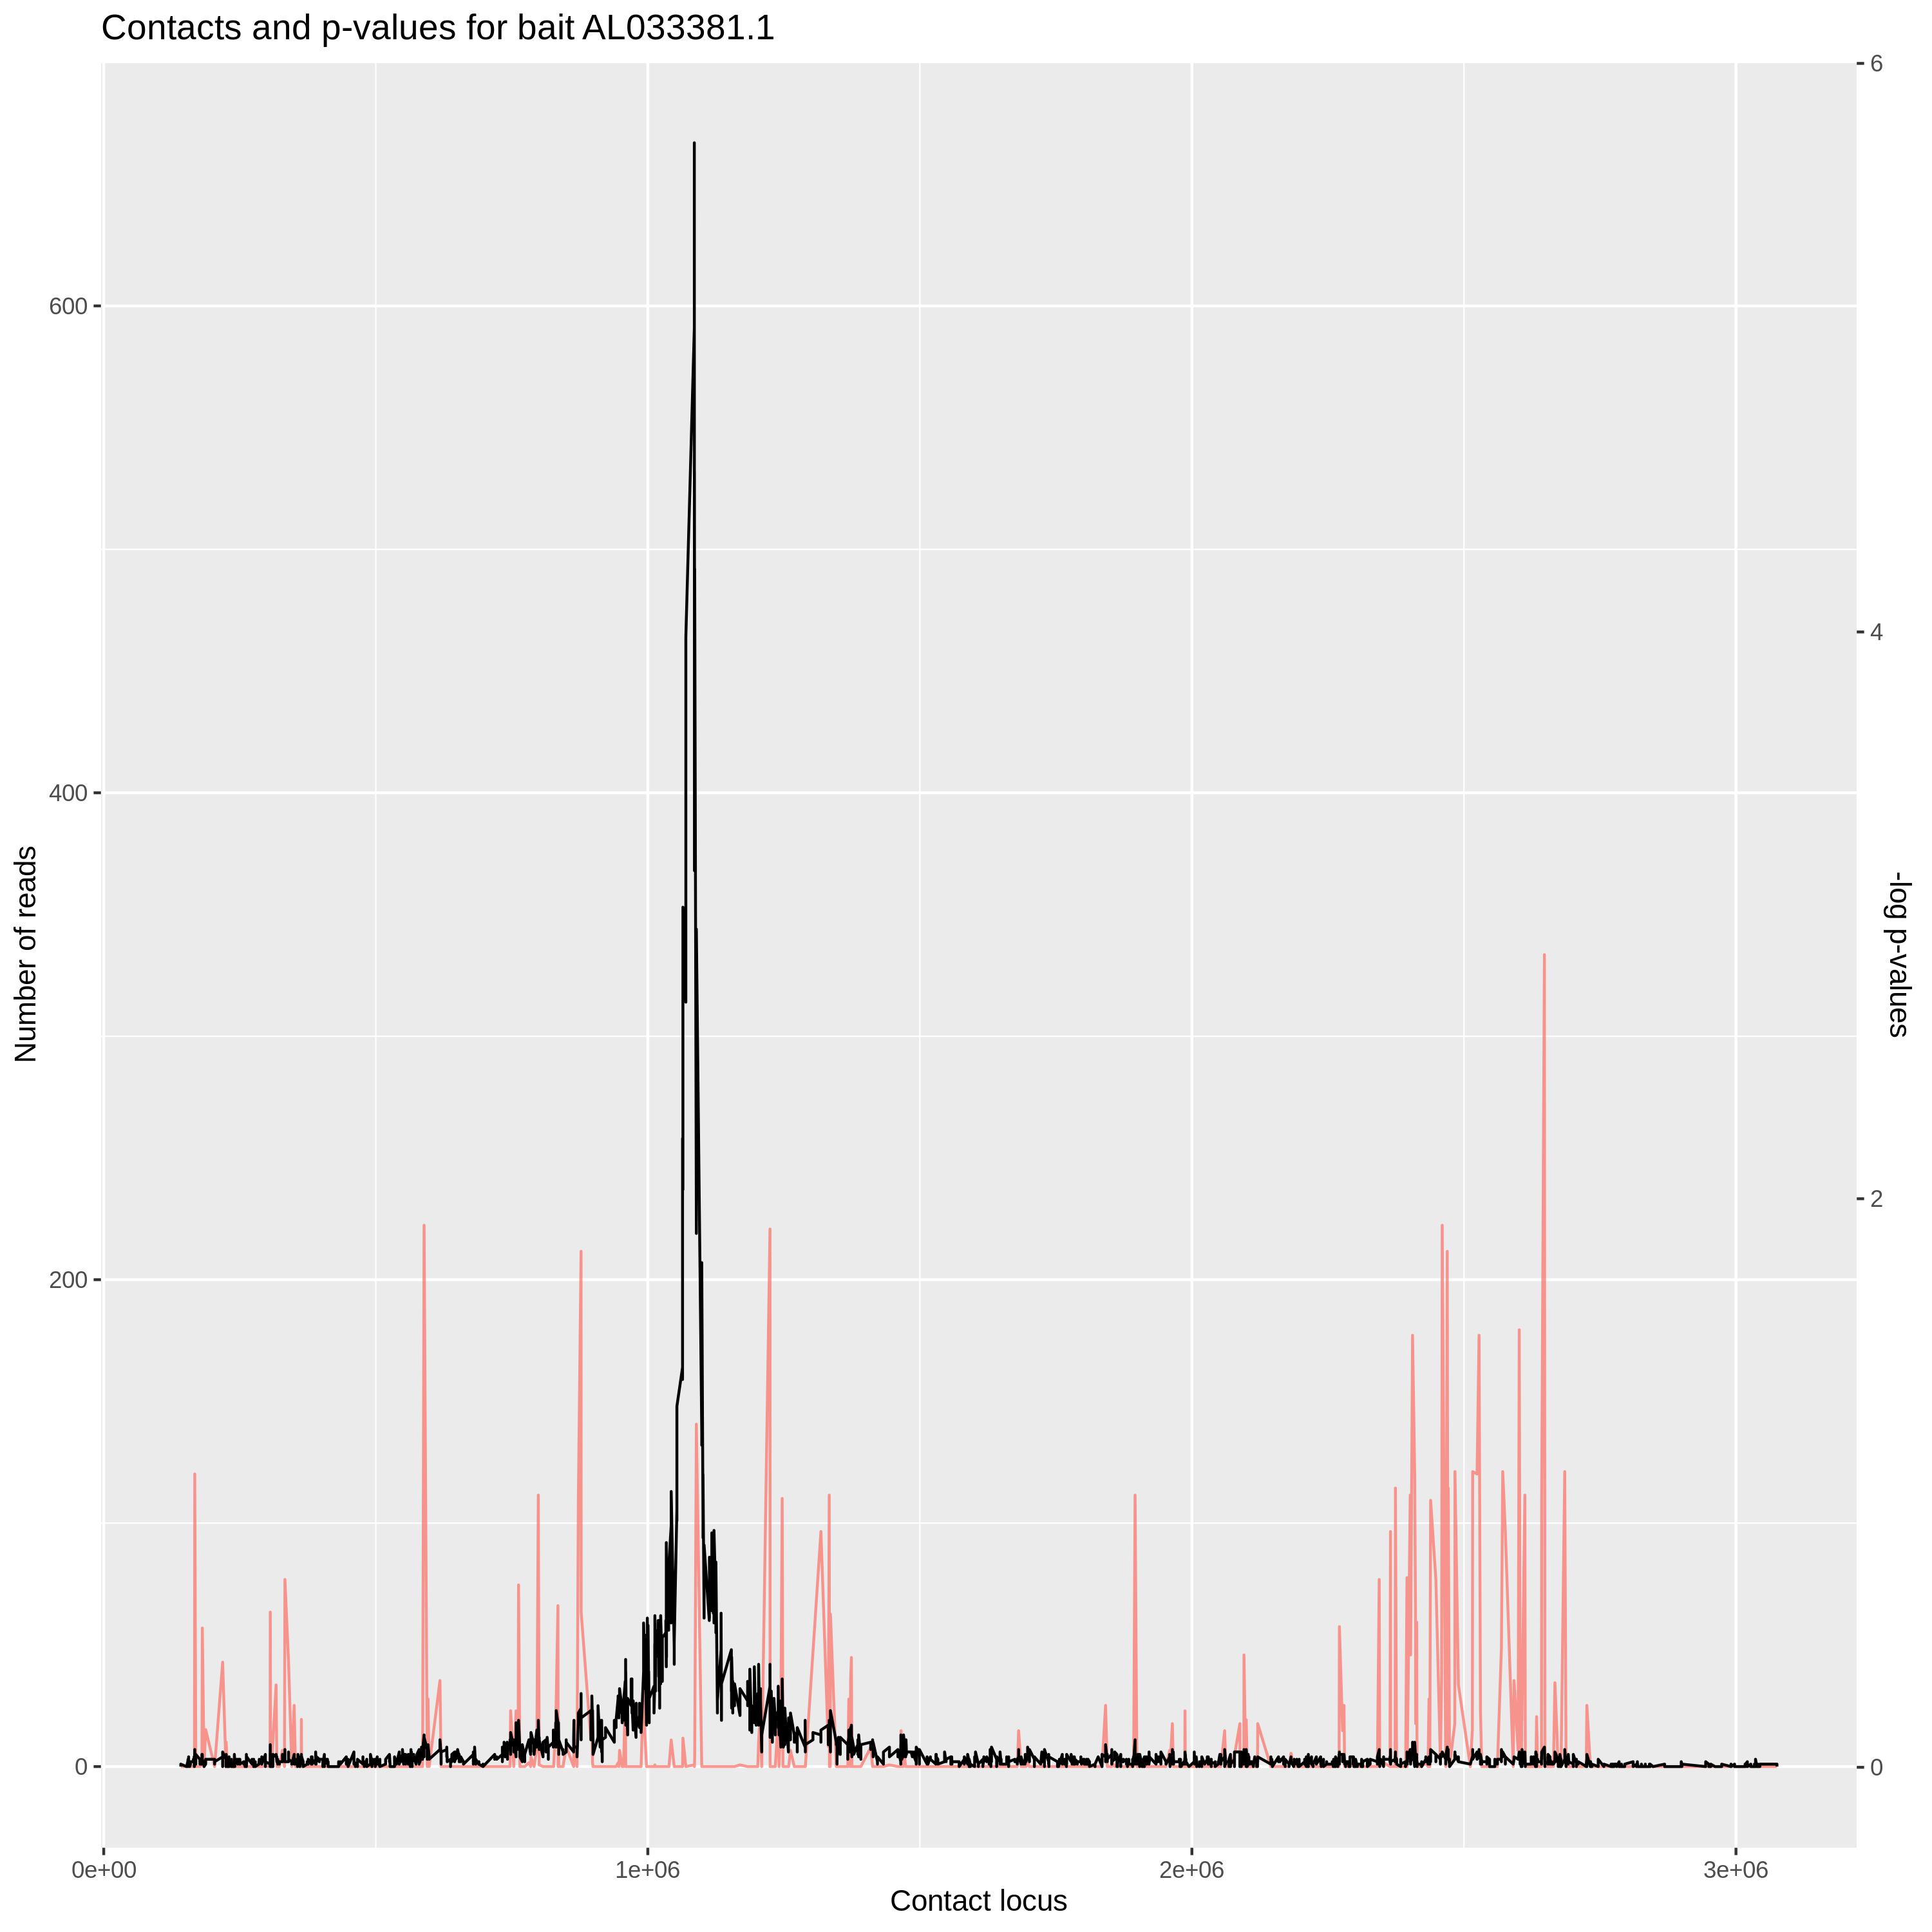 Contacts and p-values for bait AL033381.1
6
4
2
0
600
400
200
0
Number of reads
-log p-values
0e+00
1e+06
2e+06
3e+06
Contact locus